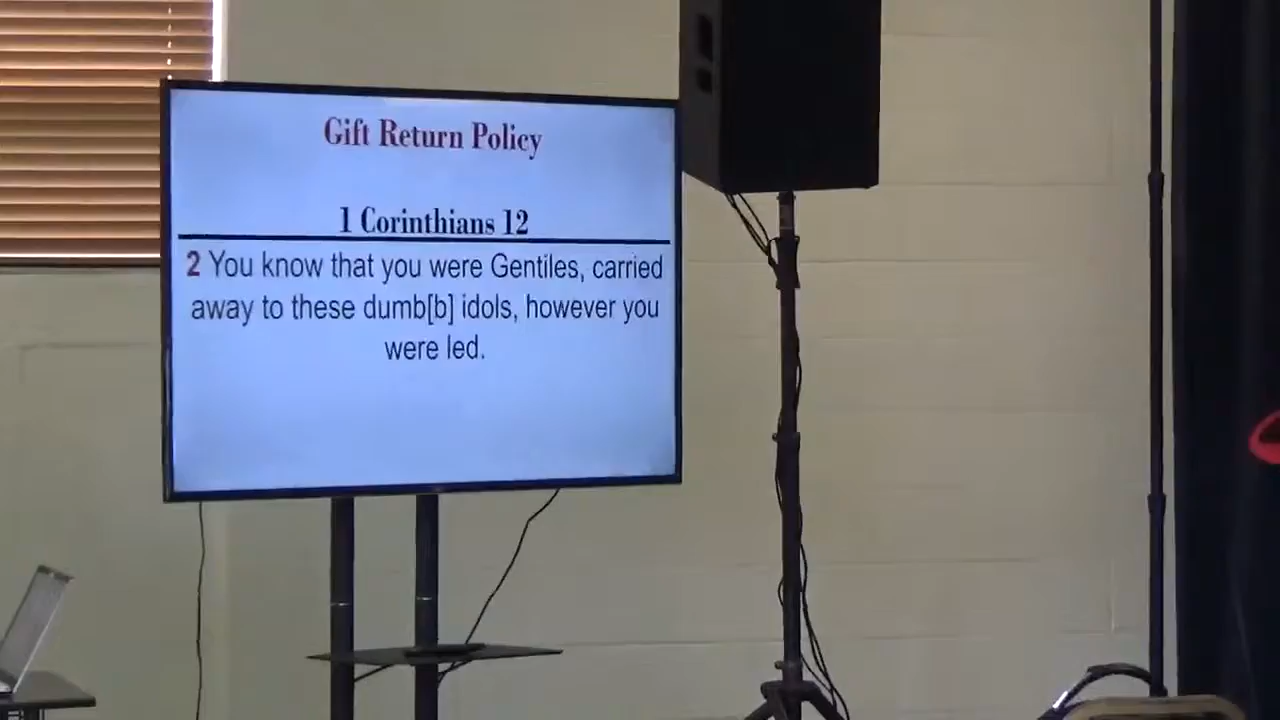 Gift Return Policy
1 Corinthians 12
2 You know that you were Gentiles, carried
away to these dumb[b] idols, however you
were led.